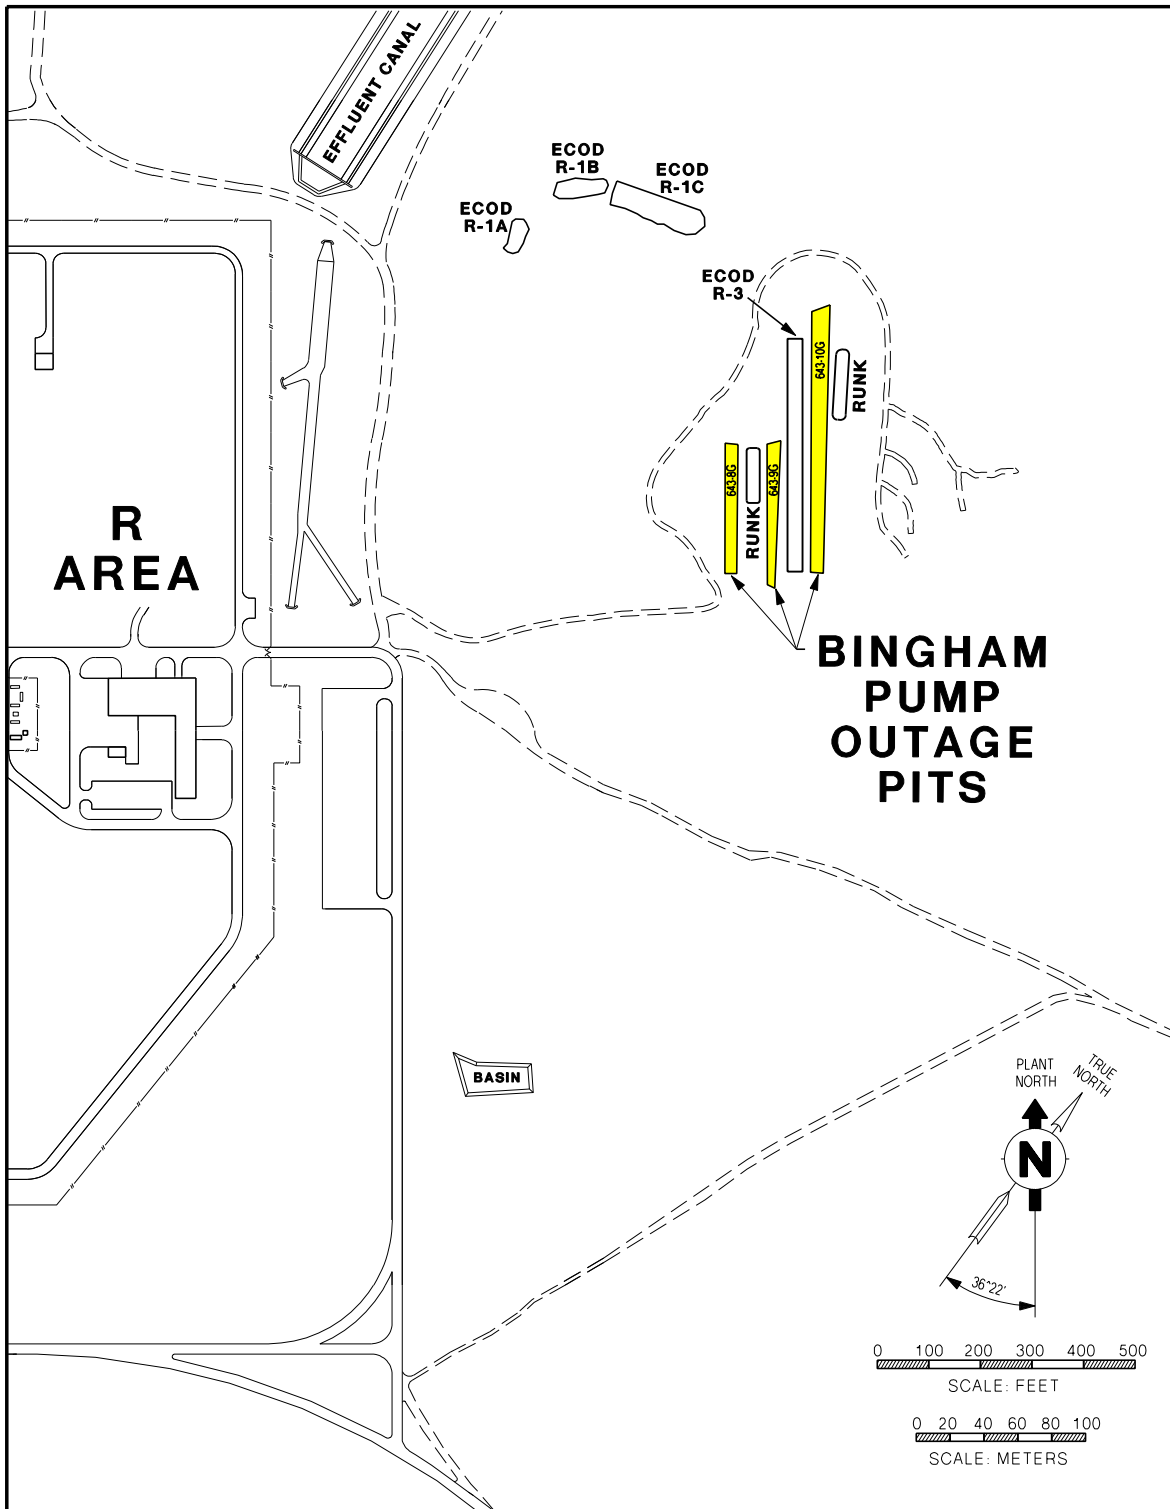 EFFLUENT CANAL
ECOD
R-1B
ECOD
R-1C
ECOD
R-1A
ECOD
R-3
643-10G
RUNK
643-8G
RUNK
643-9G
R
AREA
BINGHAM
PUMP
OUTAGE
PITS
BASIN
PLANT
NORTH
TRUE
NORTH
N
36°22'
0 100 200 300 400 500
SCALE: FEET
0 20 40 60 80 100
SCALE: METERS